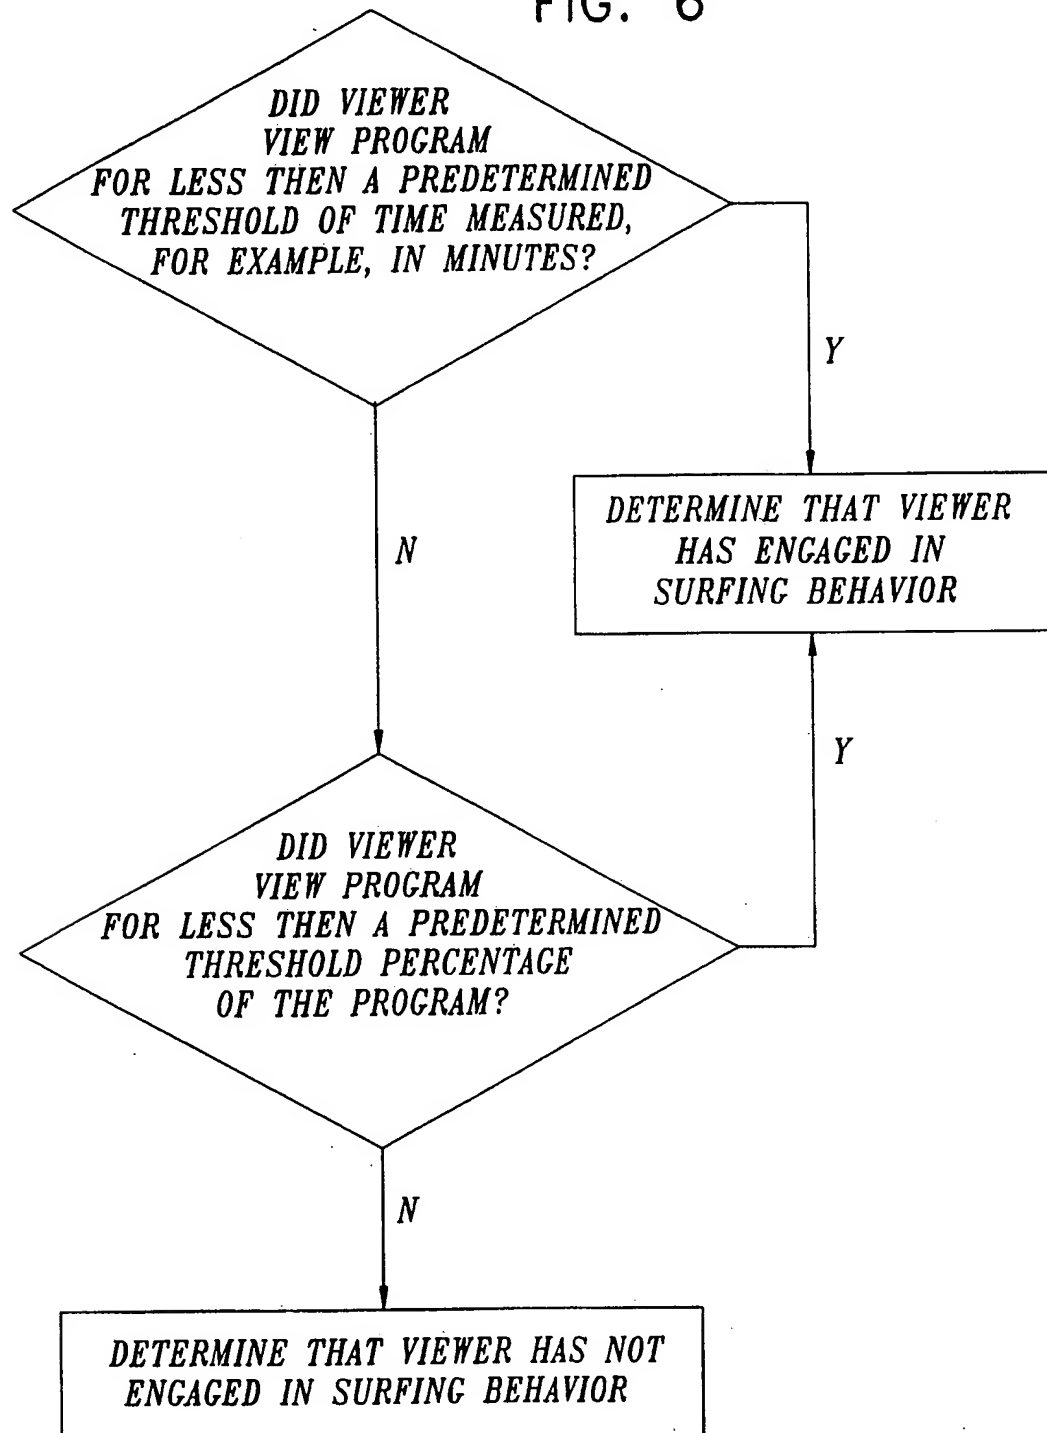 FIG. 6
DID VIEWER
VIEW PROGRAM
FOR LESS THEN A PREDETERMINED
THRESHOLD OF TIME MEASURED,
FOR EXAMPLE, IN MINUTES?
Y
N
DETERMINE THAT VIEWER
HAS ENGAGED IN
SURFING BEHAVIOR
Y
DID VIEWER
VIEW PROGRAM
FOR LESS THEN A PREDETERMINED
THRESHOLD PERCENTAGE
OF THE PROGRAM?
N
DETERMINE THAT VIEWER HAS NOT
ENGAGED IN SURFING BEHAVIOR